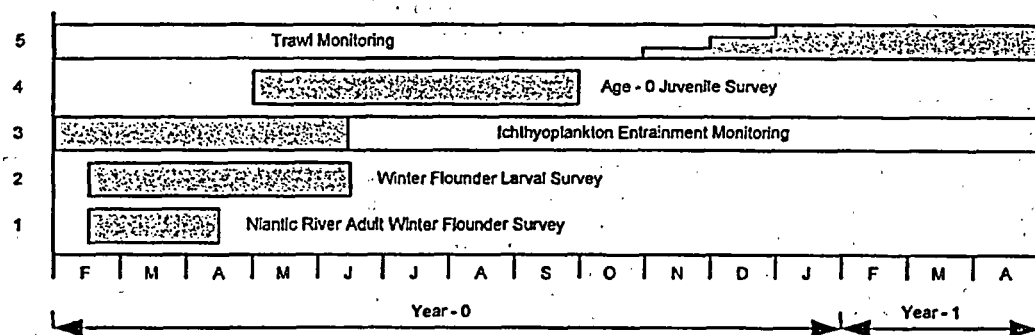 5 Trawl Monitoring
4 Age - 0 Juvenile Survey
3 Ichthyoplankton Entrainment Monitoring
2 Winter Flounder Larval Survey
1 Niantic River Adult Winter Flounder Survey
F M A M J J A S O N D J F M A
Year - 0 Year - 1